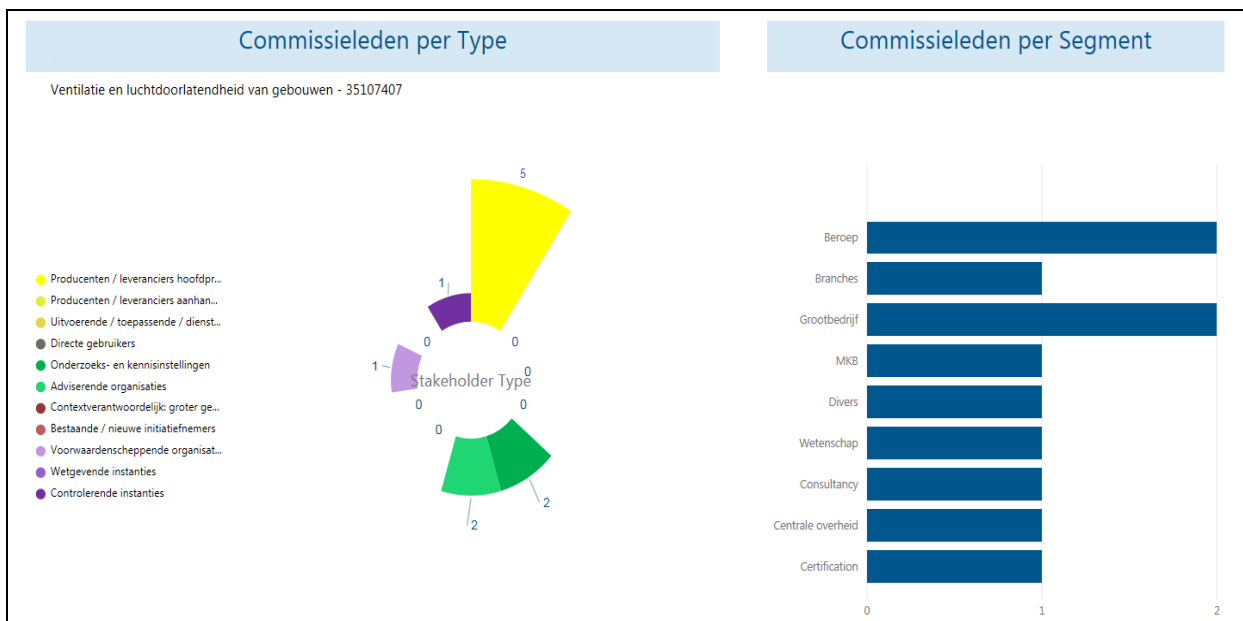 Commissieleden per Type
Commissieleden per Segment
Ventilatie en luchtdoorlatendheid van gebouwen - 35107407
5
1
0
0
1
0
Stakeholder Type
0
0
0
2
2
Producenten / leveranciers hoofdpr...
Producenten / leveranciers aanhan...
Uitvoerende / toepassende / dienst...
Directe gebruikers
Onderzoeks- en kennisinstellingen
Adviserende organisaties
Contextverantwoordelijk: groter ge...
Bestaande / nieuwe initiatiefnemers
Voorwaardenscheppende organisat...
Wetgevende instanties
Controlerende instanties
Beroep
Branches
Grootbedrijf
MKB
Divers
Wetenschap
Consultancy
Centrale overheid
Certification
0
1
2